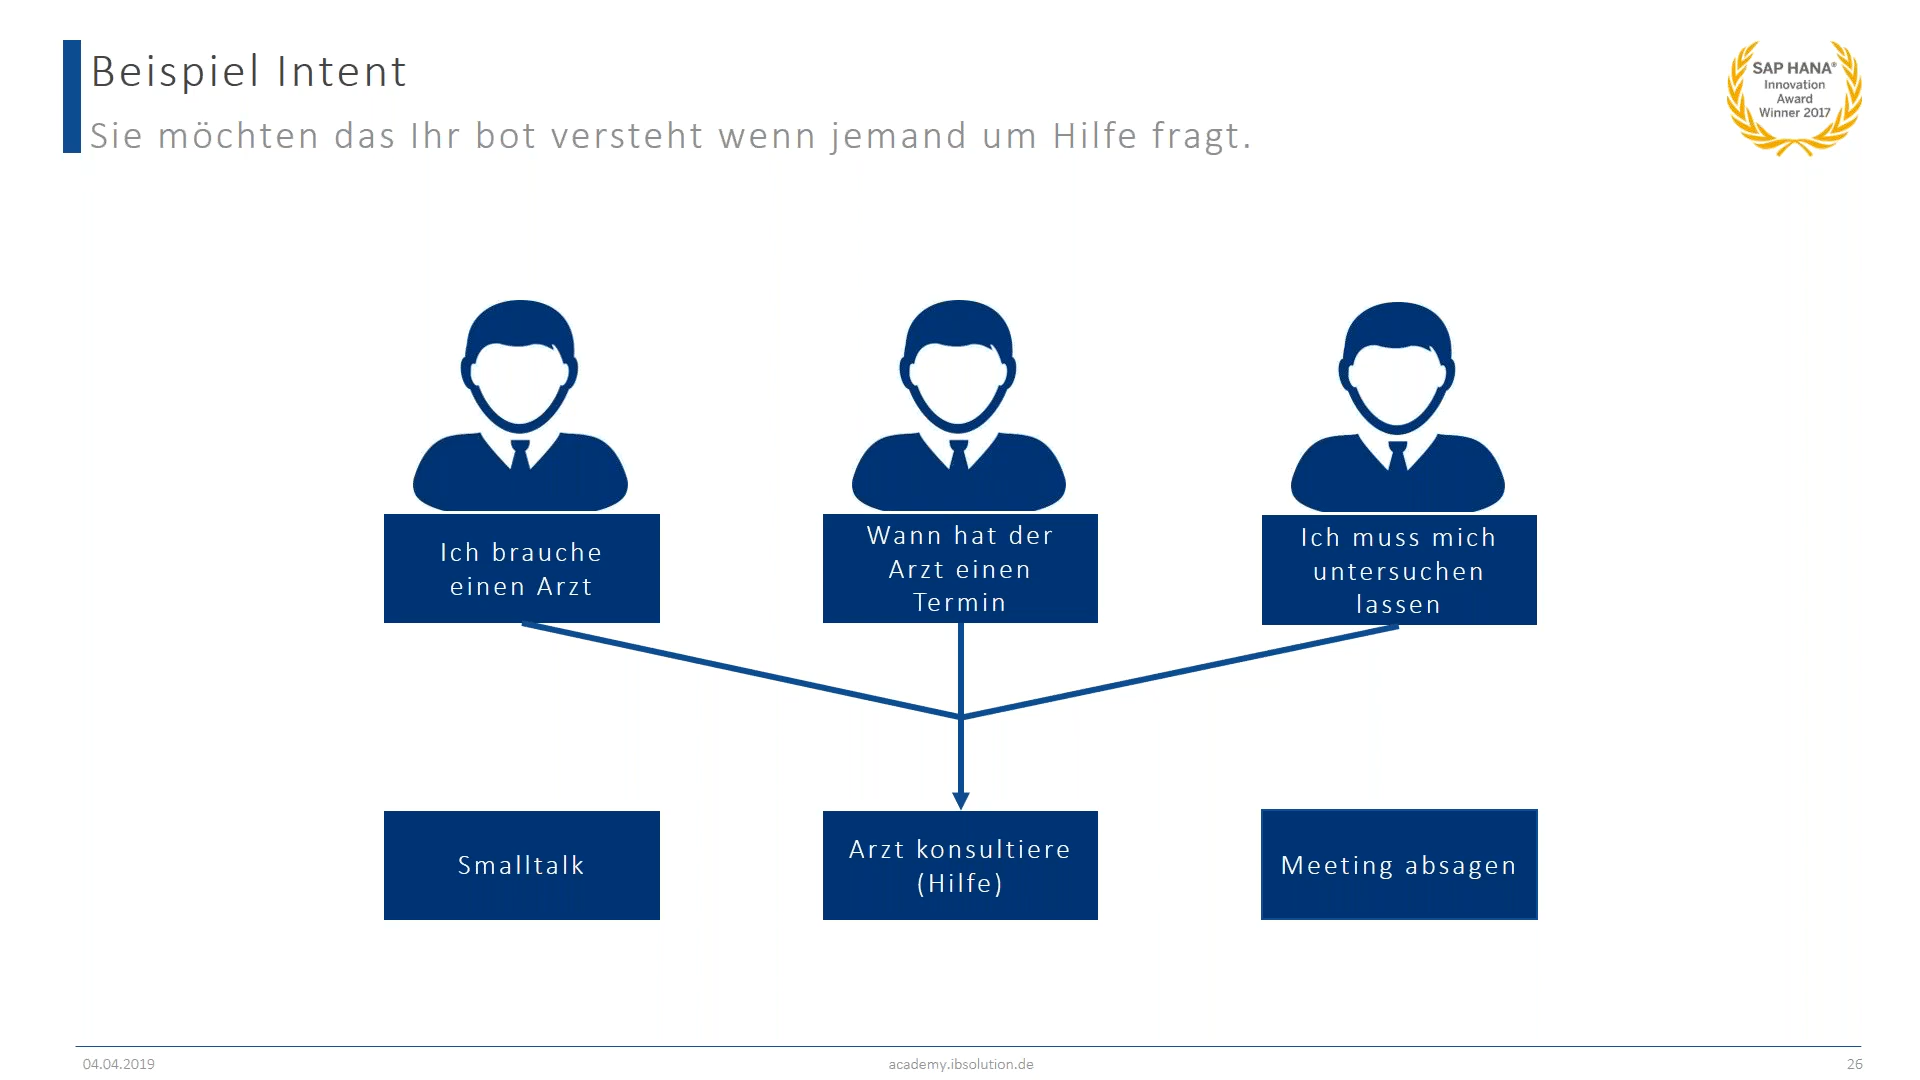 Beispiel Intent
Sie möchten das Ihr bot versteht wenn jemand um Hilfe fragt.
SAP HANA®
Innovation
Award
Winner 2017
Ich brauche
einen Arzt
Wann hat der
Arzt einen
Termin
Ich muss mich
untersuchen
lassen
Smalltalk
Arzt konsultiere
(Hilfe)
Meeting absagen
04.04.2019
academy.ibsolution.de
26